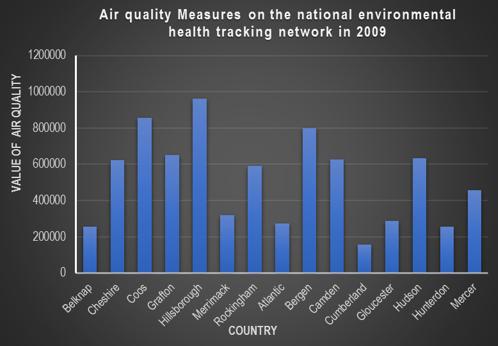 Air quality Measures on the national environmental
health tracking network in 2009
VALUE OF AIR QUALITY
1200000
1000000
800000
600000
400000
200000
0
Belknap
Cheshire
Coos
Grafton
Hillsborough
Merrimack
Rockingham
Atlantic
Bergen
Camden
Cumberland
Gloucester
Hudson
Hunterdon
Mercer
COUNTRY